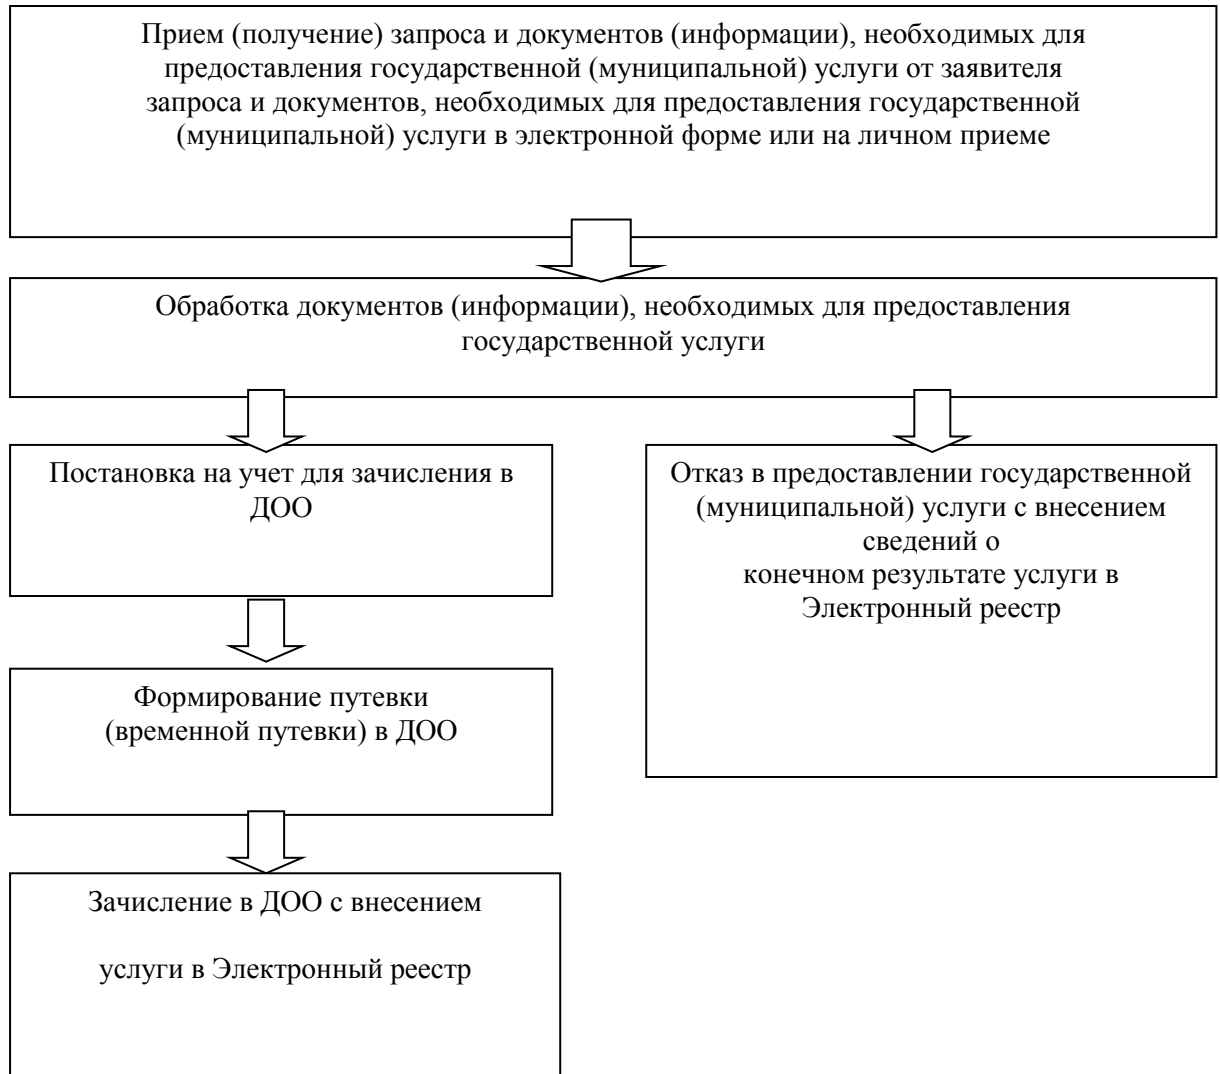 Прием (получение) запроса и документов (информации), необходимых для
предоставления государственной (муниципальной) услуги от заявителя
запроса и документов, необходимых для предоставления государственной
(муниципальной) услуги в электронной форме или на личном приеме
Обработка документов (информации), необходимых для предоставления
государственной услуги
Постановка на учет для зачисления в
ДОО
Отказ в предоставлении государственной
(муниципальной) услуги с внесением
сведений о
конечном результате услуги в
Электронный реестр
Формирование путевки
(временной путевки) в ДОО
Зачисление в ДОО с внесением
услуги в Электронный реестр